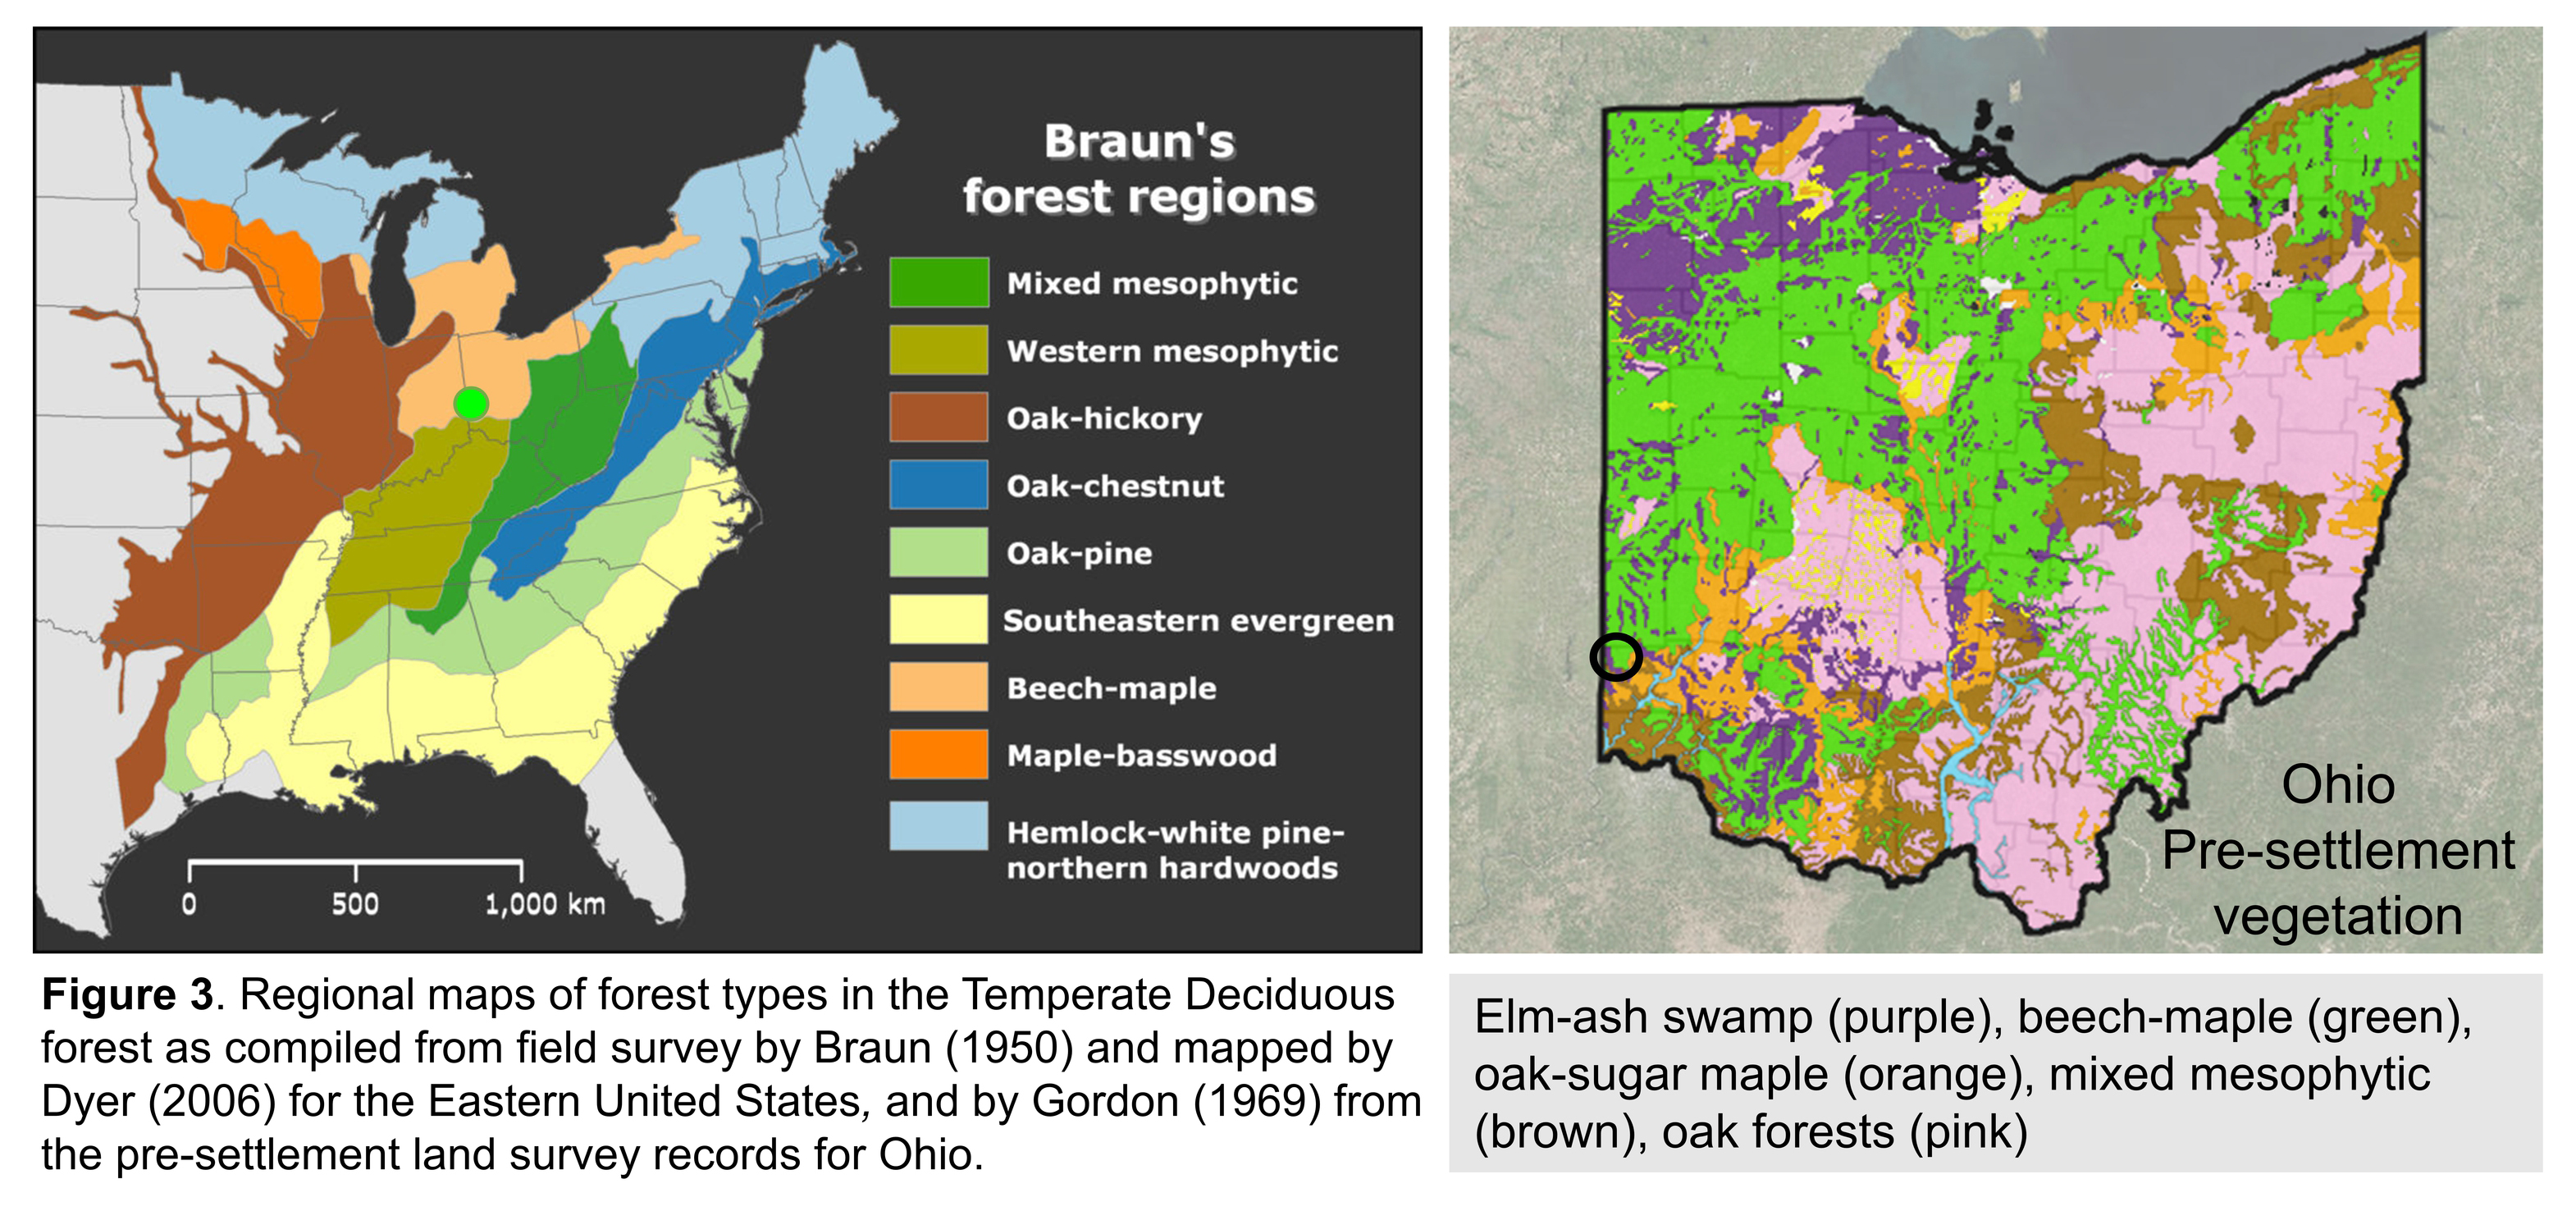 Braun's
forest regions
Mixed mesophytic
Western mesophytic
Oak-hickory
Oak-chestnut
Oak-pine
Southeastern evergreen
Beech-maple
Maple-basswood
Hemlock-white pine-
northern hardwoods
0 500 1,000 km
Ohio
Pre-settlement
vegetation
Figure 3. Regional maps of forest types in the Temperate Deciduous
forest as compiled from field survey by Braun (1950) and mapped by
Dyer (2006) for the Eastern United States, and by Gordon (1969) from
the pre-settlement land survey records for Ohio.
Elm-ash swamp (purple), beech-maple (green),
oak-sugar maple (orange), mixed mesophytic
(brown), oak forests (pink)